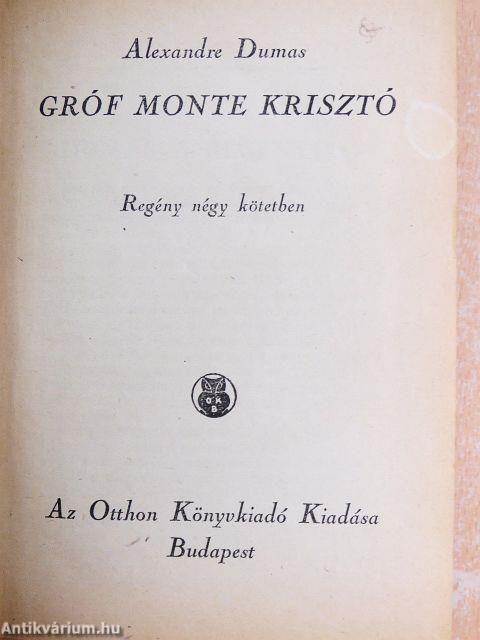 Alexandre Dumas
GRÓF MONTE KRISZTÓ
Regény négy kötetben
O K
B
Az Otthon Könyvkiadó Kiadása
Budapest
Antikvárium.hu